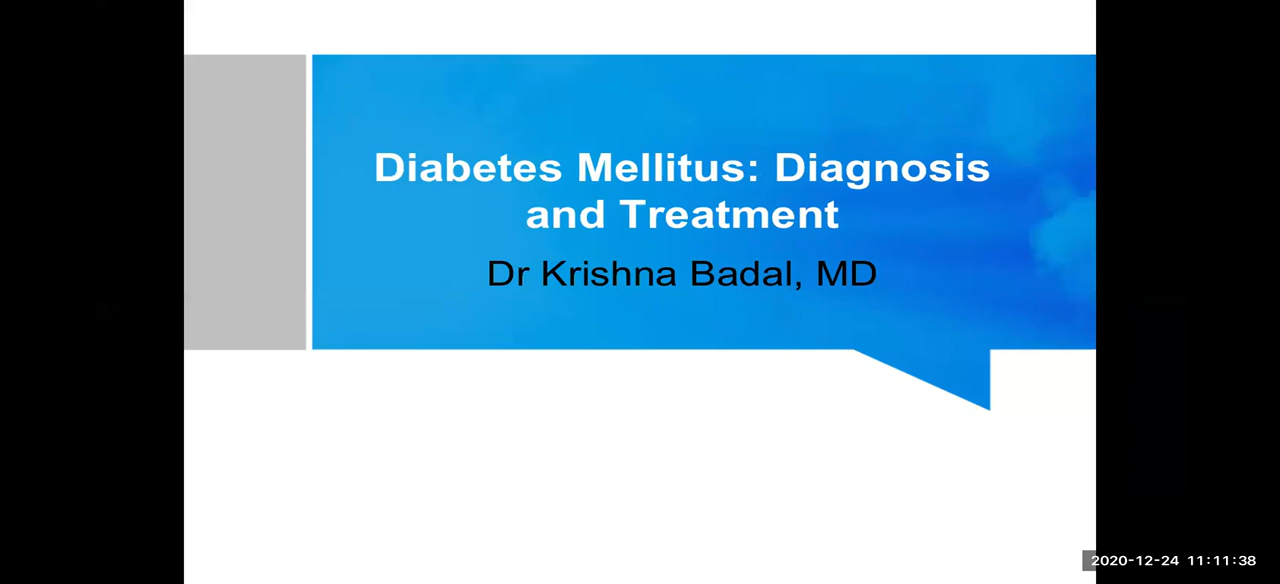 Diabetes Mellitus: Diagnosis
and Treatment
Dr Krishna Badal, MD
2020-12-24 11:11:38